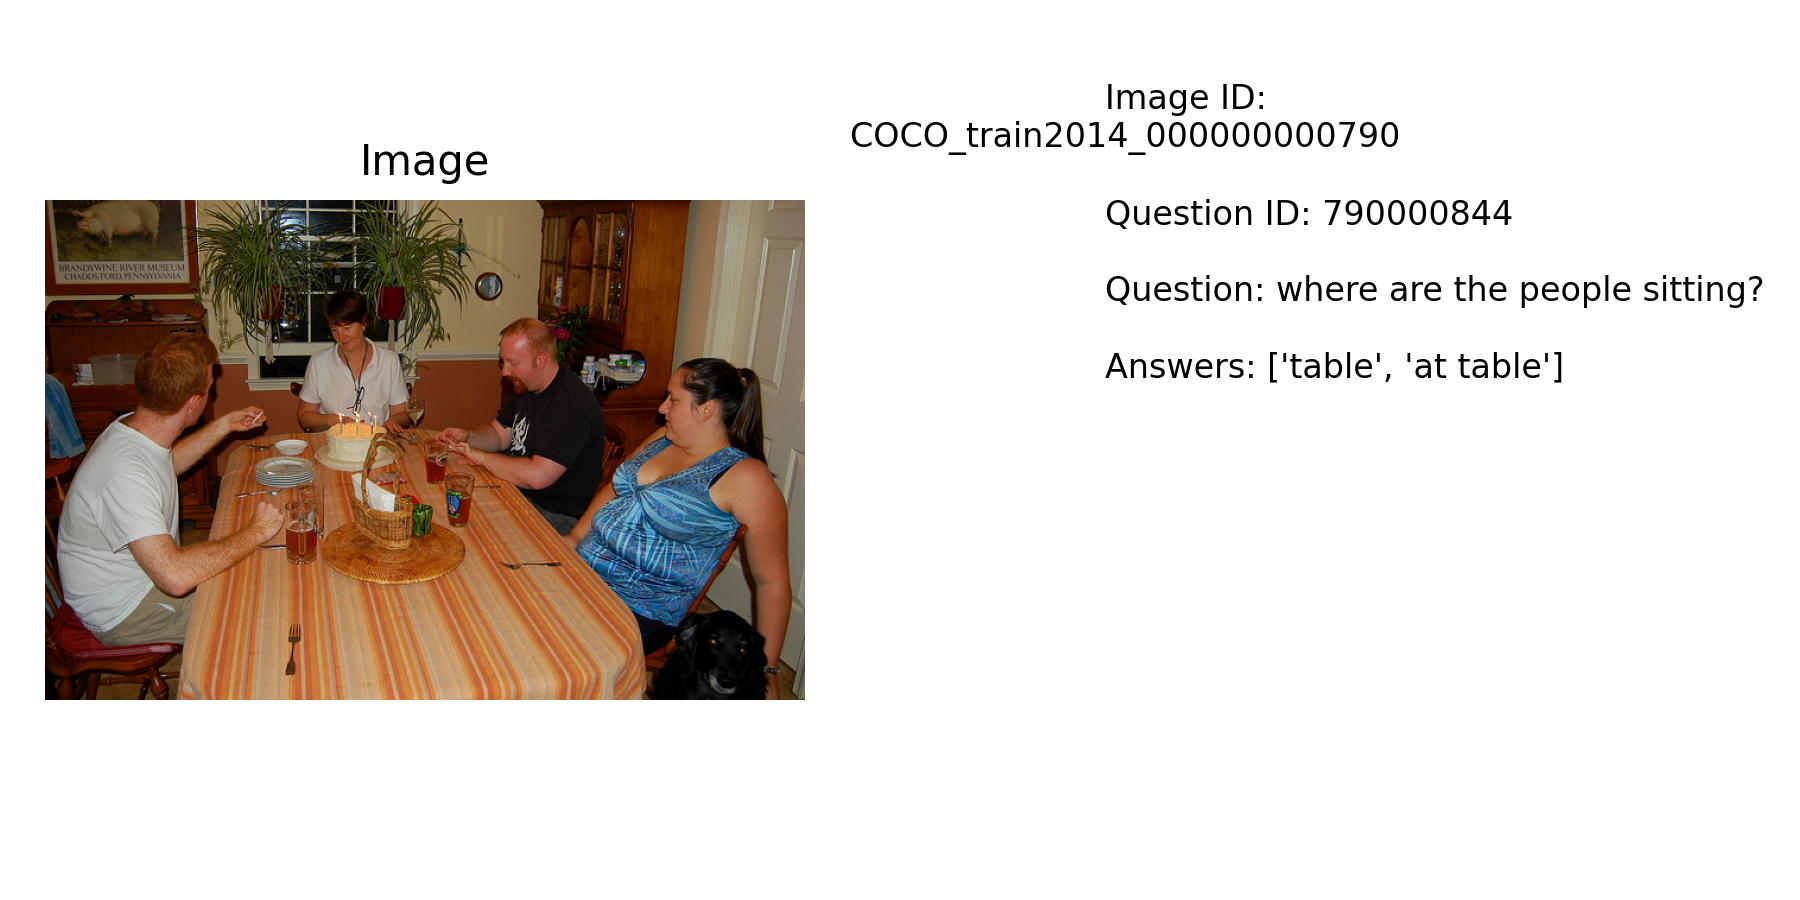 Image
BRANDYWINE RIVER MUSEUM
CHADDS FORD, PENNSYLVANIA
Image ID:
COCO_train2014_000000000790
Question ID: 790000844
Question: where are the people sitting?
Answers: ['table', 'at table']